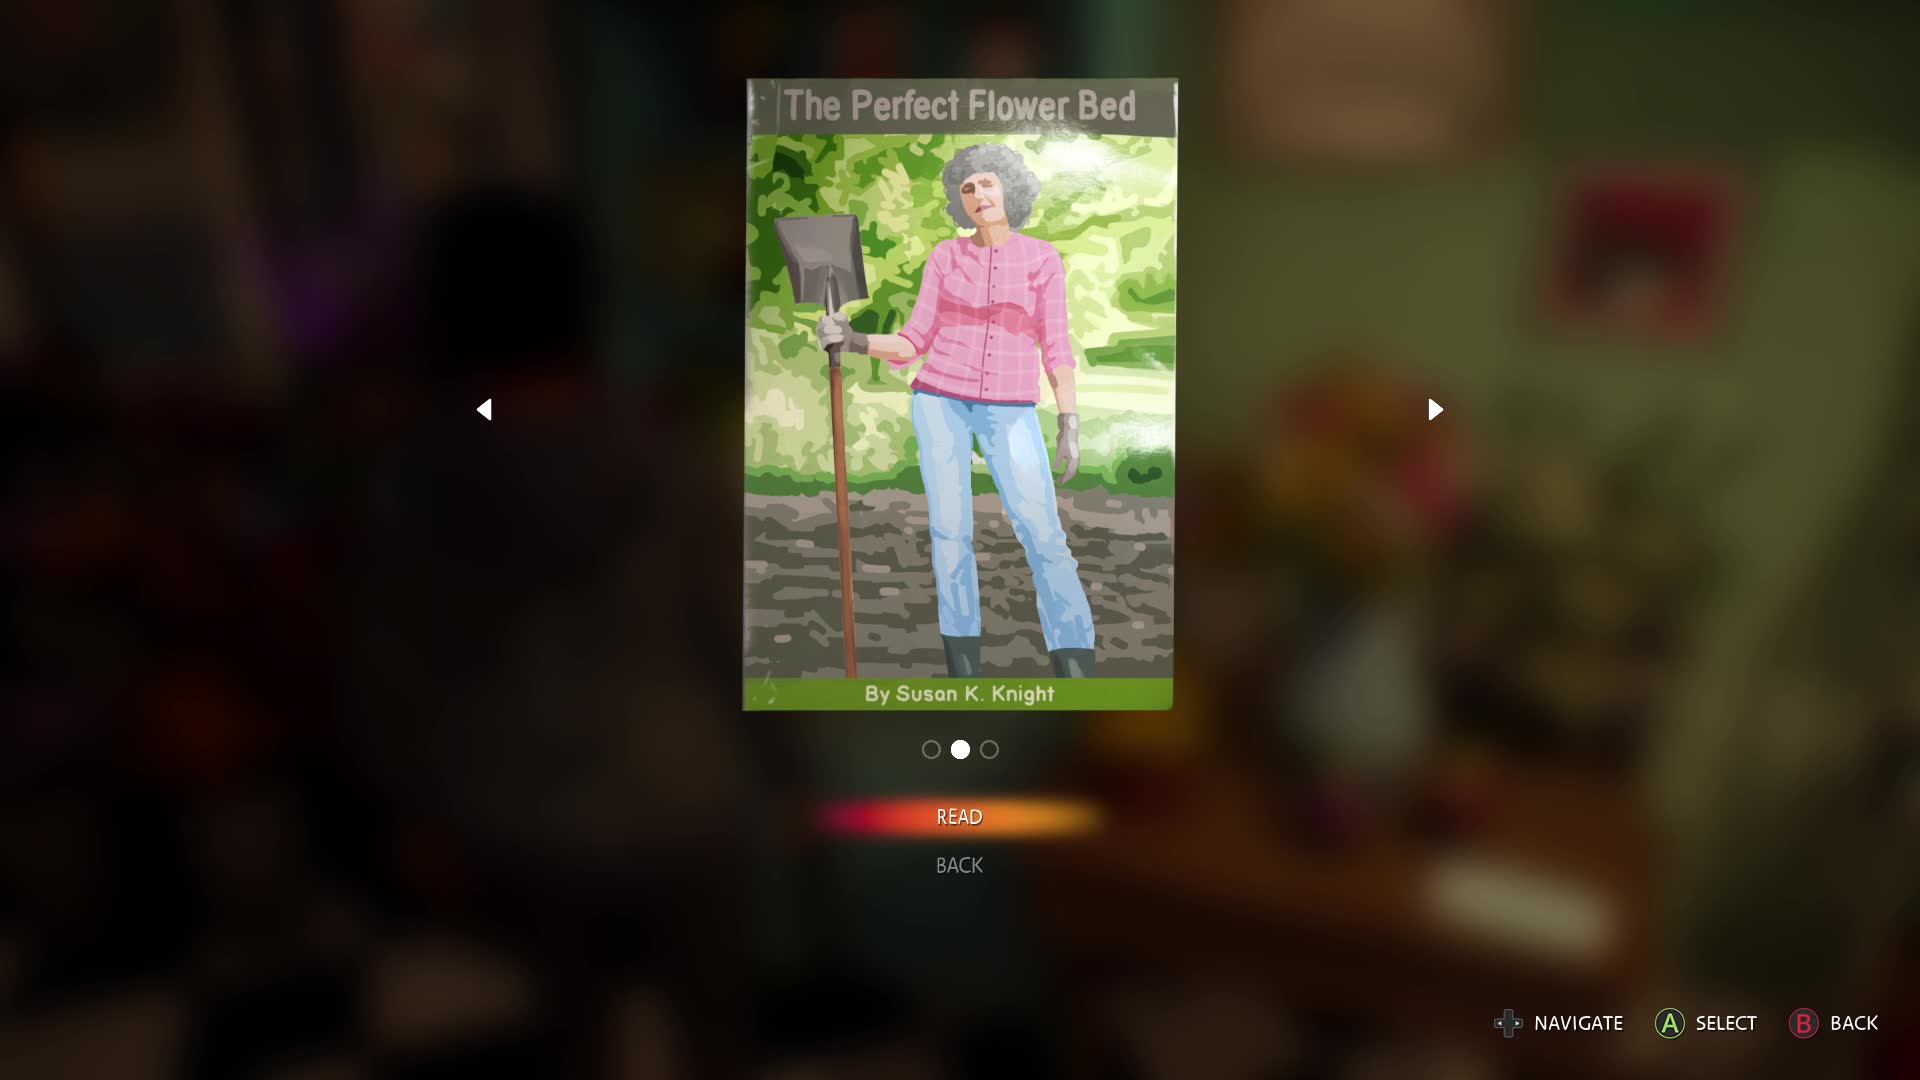 The Perfect Flower Bed
By Susan K. Knight
READ
BACK
NAVIGATE
A SELECT
B BACK